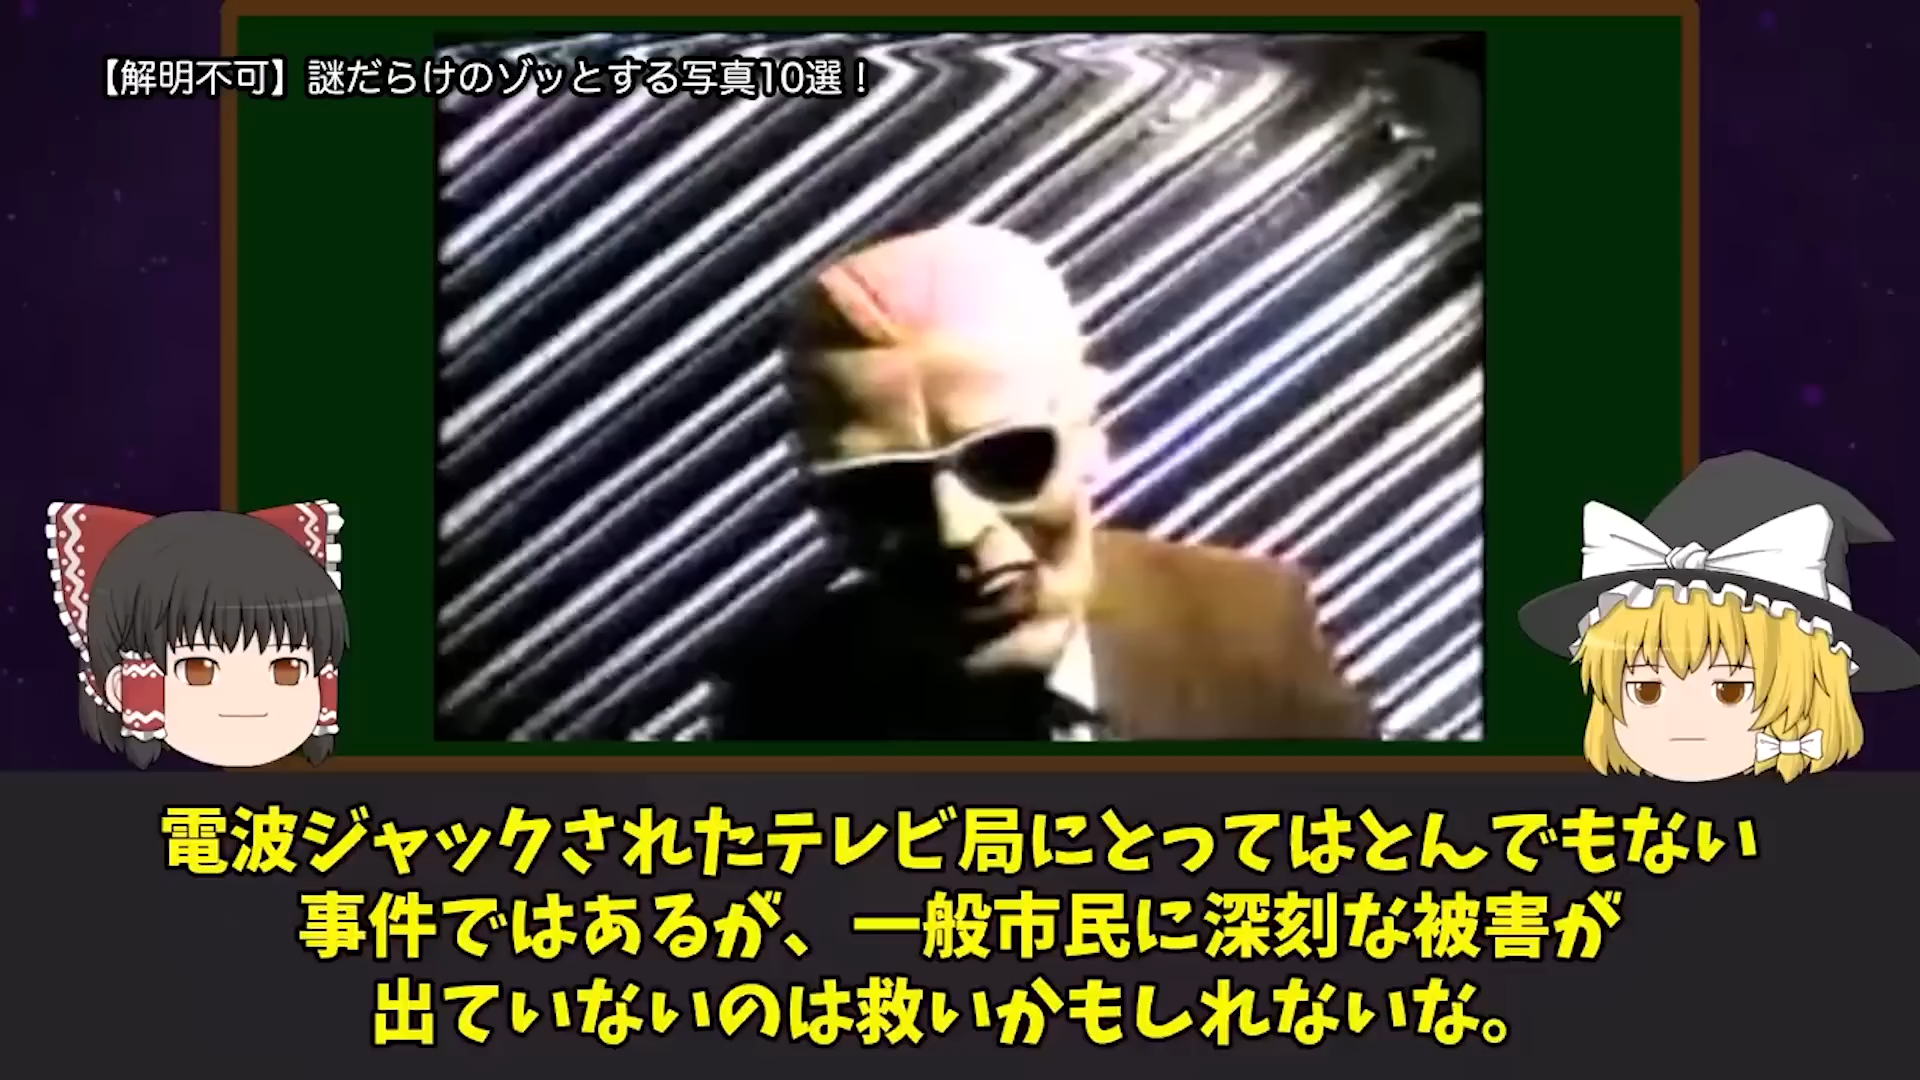 【解明不可】謎だらけのゾッとする写真10選！
電波ジャックされたテレビ局にとってはとんでもない
事件ではあるが、一般市民に深刻な被害が
出ていないのは救いかもしれないな。